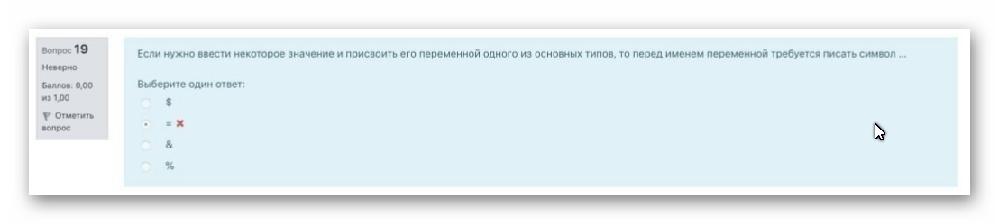 Вопрос 19
Неверно
Баллов: 0,00
из 1,00
Отметить
вопрос
Если нужно ввести некоторое значение и присвоить его переменной одного из основных типов, то перед именем переменной требуется писать символ ...
Выберите один ответ:
$
=
&
%